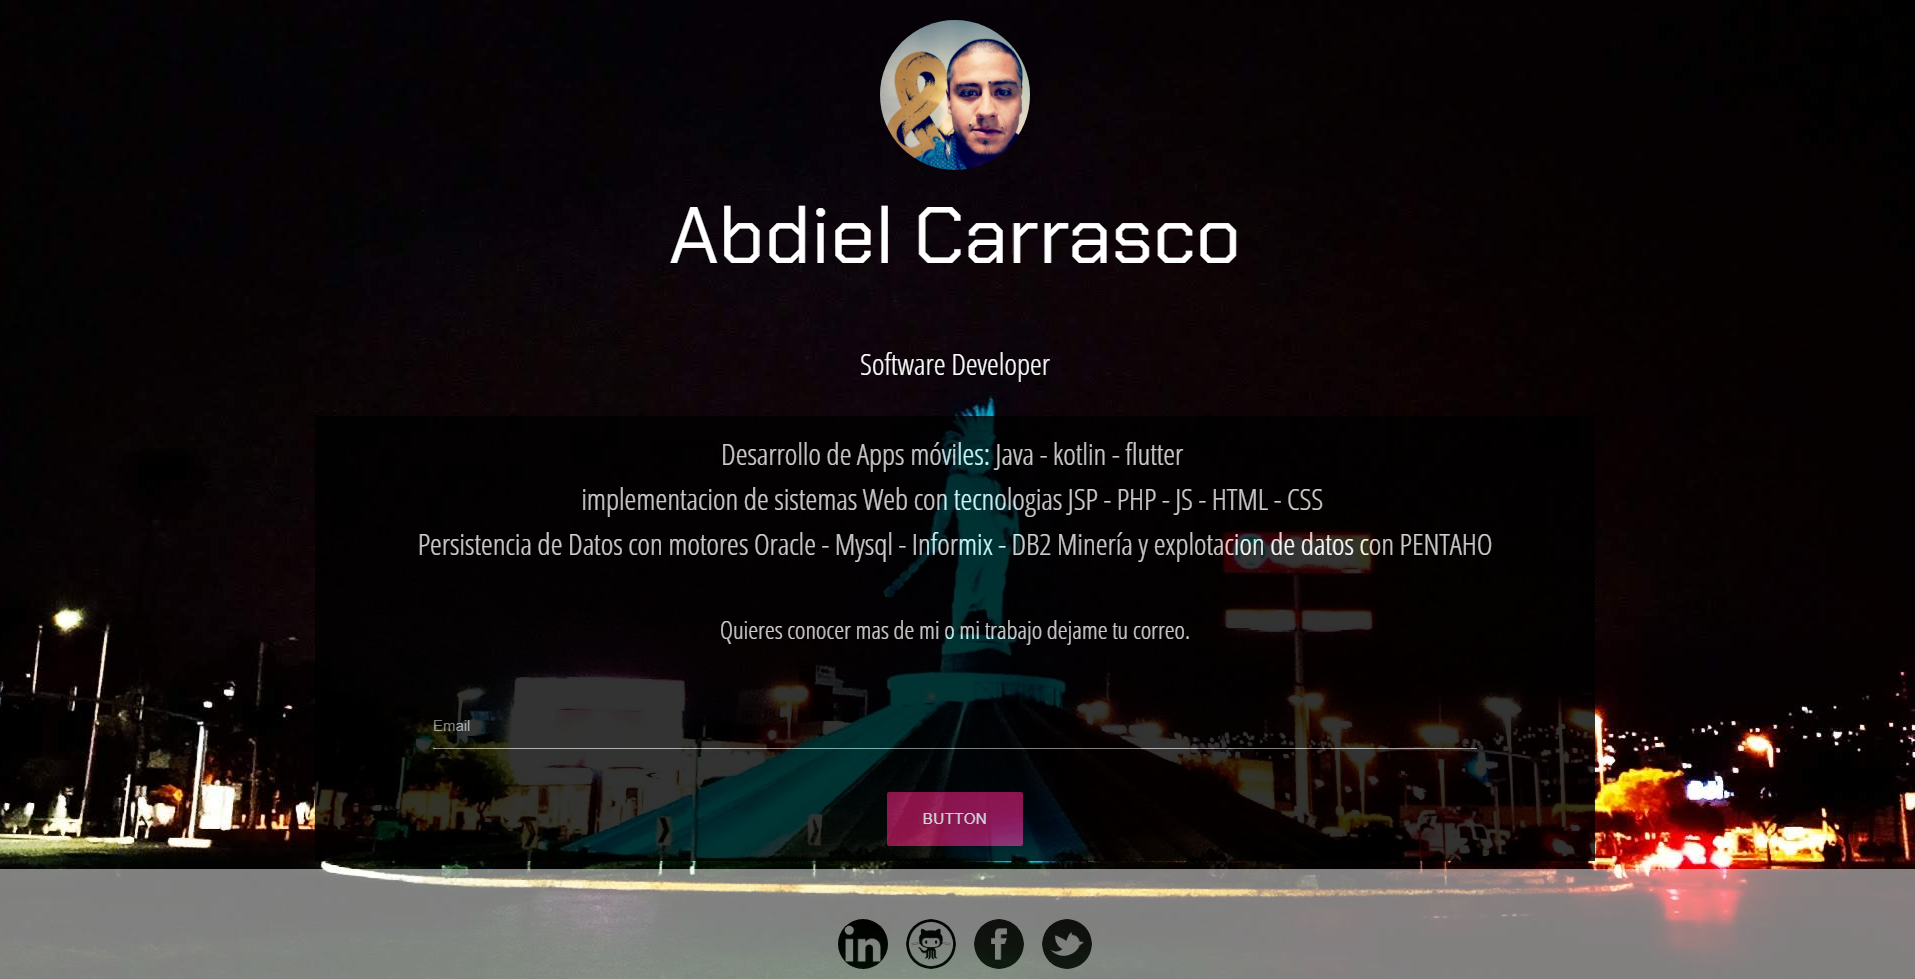 Abdiel Carrasco
Software Developer
Desarrollo de Apps móviles: Java - kotlin - flutter
implementacion de sistemas Web con tecnologias JSP - PHP - JS - HTML - CSS
Persistencia de Datos con motores Oracle - Mysql - Informix - DB2 Minería y explotacion de datos con PENTAHO
Quieres conocer mas de mi o mi trabajo dejame tu correo.
Email
BUTTON
in